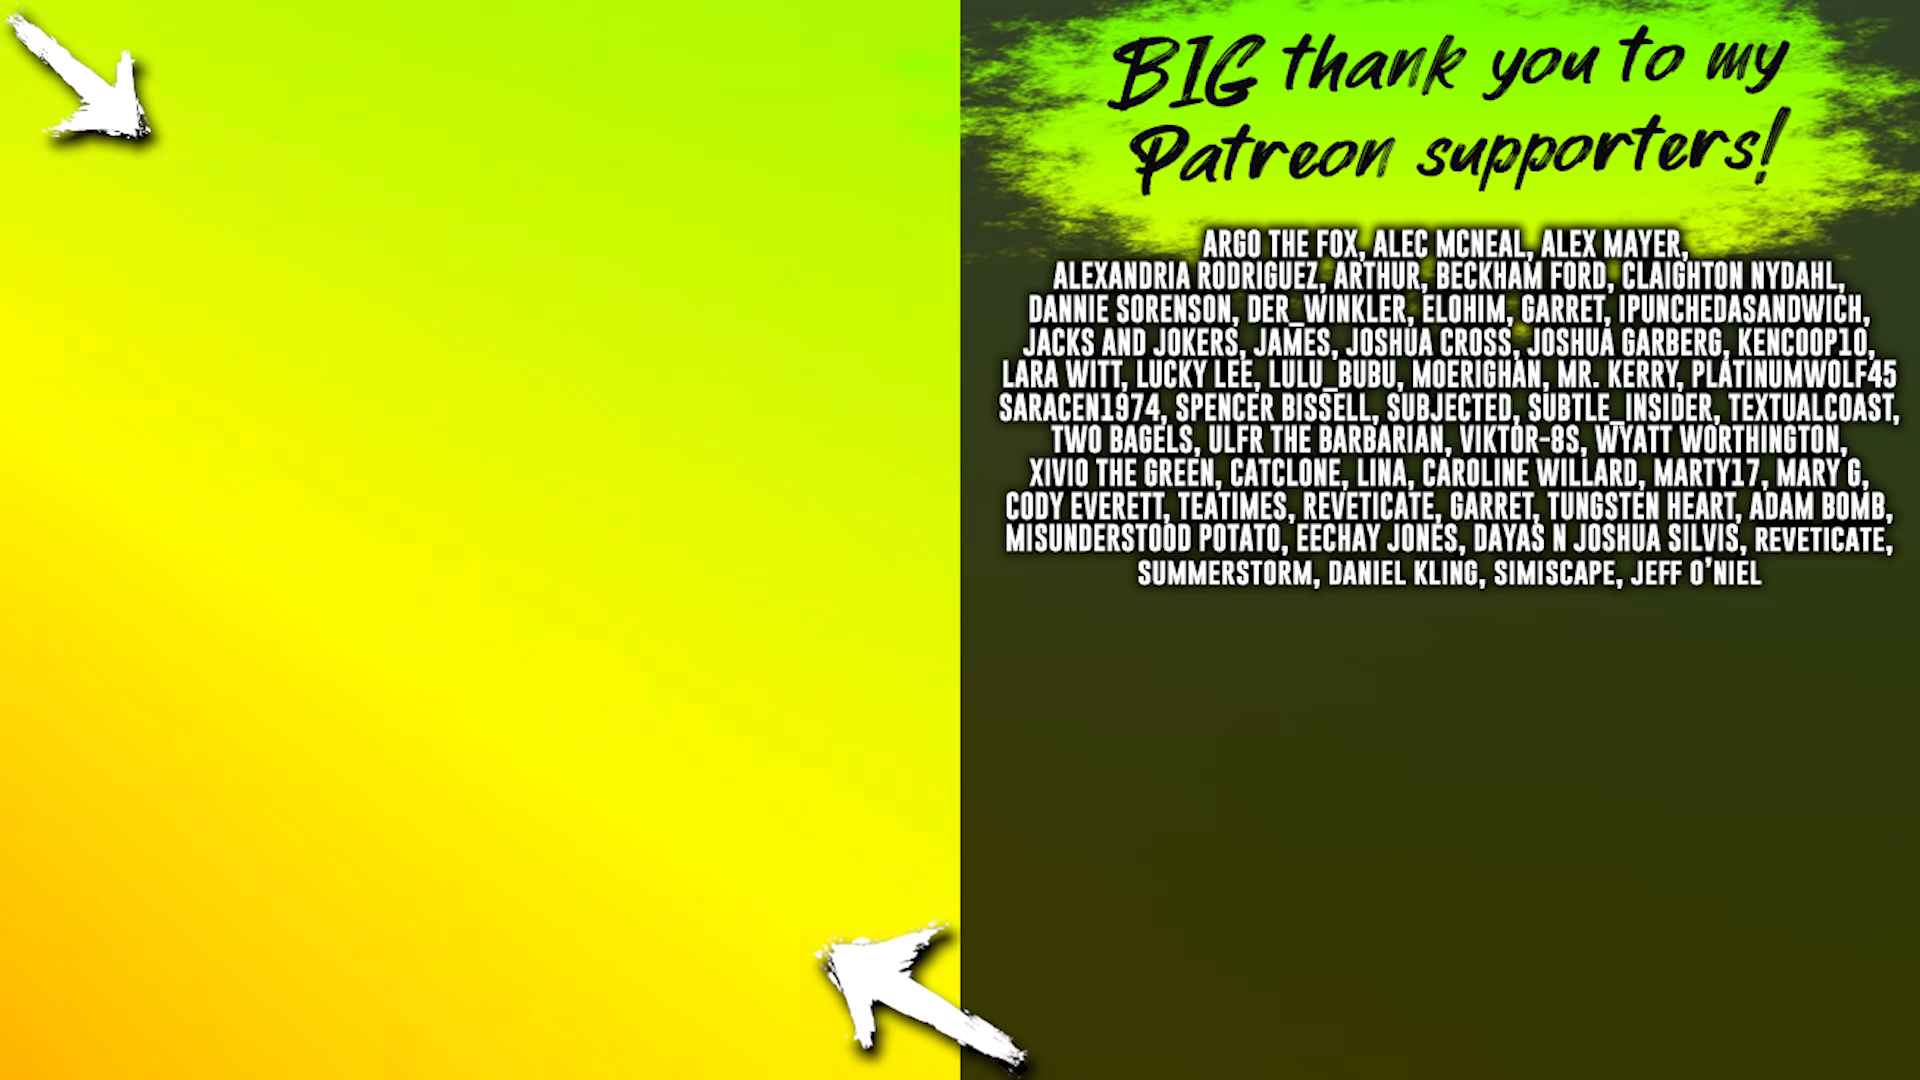 BIG thank you to my
Patreon supporters!
ARGO THE FOX, ALEC MCNEAL, ALEX MAYER,
ALEXANDRIA RODRIGUEZ, ARTHUR, BECKHAM FORD, CLAIGHTON NYDAHL,
DANNIE SORENSON, DER_WINKLER, ELOHIM, GARRET, IPUNCHEDASANDWICH,
JACKS AND JOKERS, JAMES, JOSHUA CROSS, JOSHUA GARBERG, KENCOOP10,
LARA WITT, LUCKY LEE, LULU_BUBU, MOERIGHAN, MR. KERRY, PLATINUMWOLF45
SARACEN1974, SPENCER BISSELL, SUBJECTED, SUBTLE_INSIDER, TEXTUALCOAST,
TWO BAGELS, ULFR THE BARBARIAN, VIKTOR-8S, WYATT WORTHINGTON,
XIVIO THE GREEN, CATCLONE, LINA, CAROLINE WILLARD, MARTY17, MARY G,
CODY EVERETT, TEATIMES, REVETICATE, GARRET, TUNGSTEN HEART, ADAM BOMB,
MISUNDERSTOOD POTATO, EECHAY JONES, DAYAS N JOSHUA SILVIS, REVETICATE,
SUMMERSTORM, DANIEL KLING, SIMISCAPE, JEFF O'NIEL